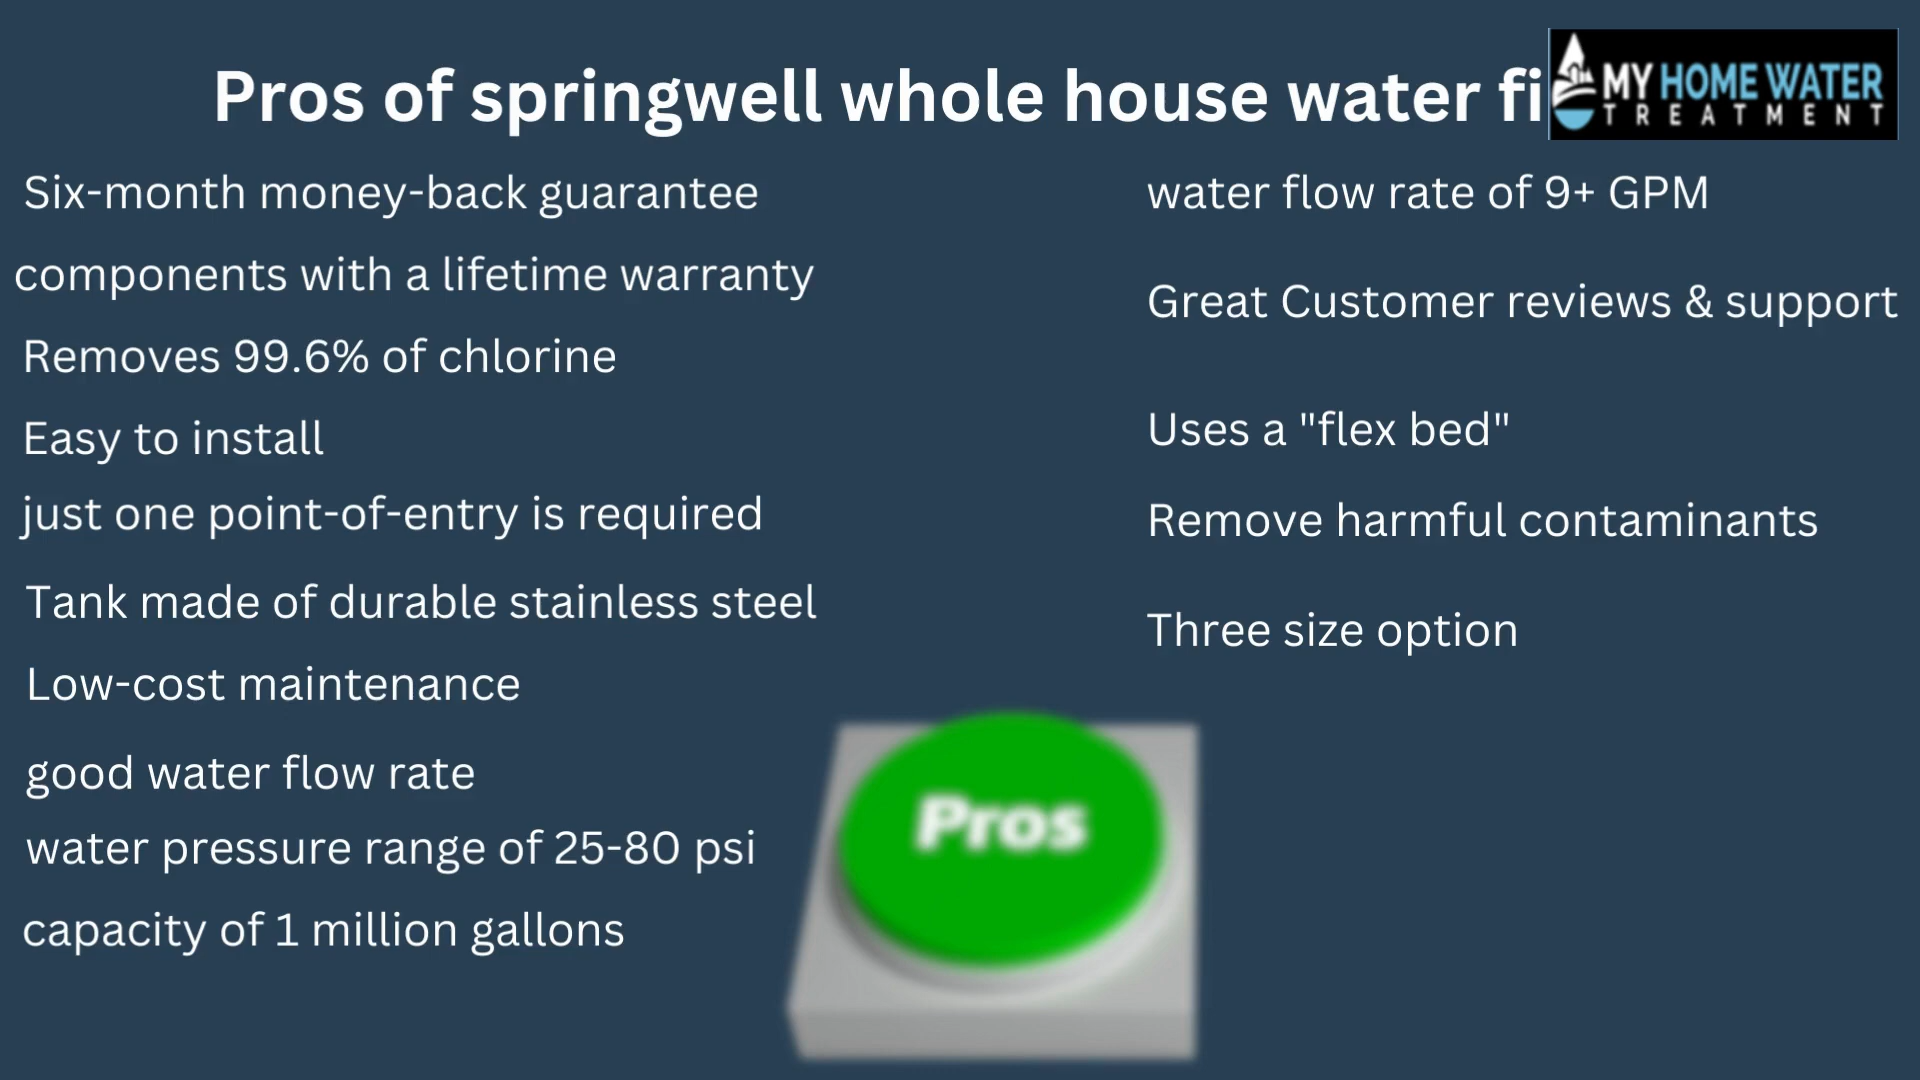 Pros of springwell whole house water fi
MY HOME WATER
TREATMENT
Six-month money-back guarantee
components with a lifetime warranty
Removes 99.6% of chlorine
Easy to install
just one point-of-entry is required
Tank made of durable stainless steel
Low-cost maintenance
good water flow rate
water pressure range of 25-80 psi
capacity of 1 million gallons
water flow rate of 9+ GPM
Great Customer reviews & support
Uses a "flex bed"
Remove harmful contaminants
Three size option
Pros